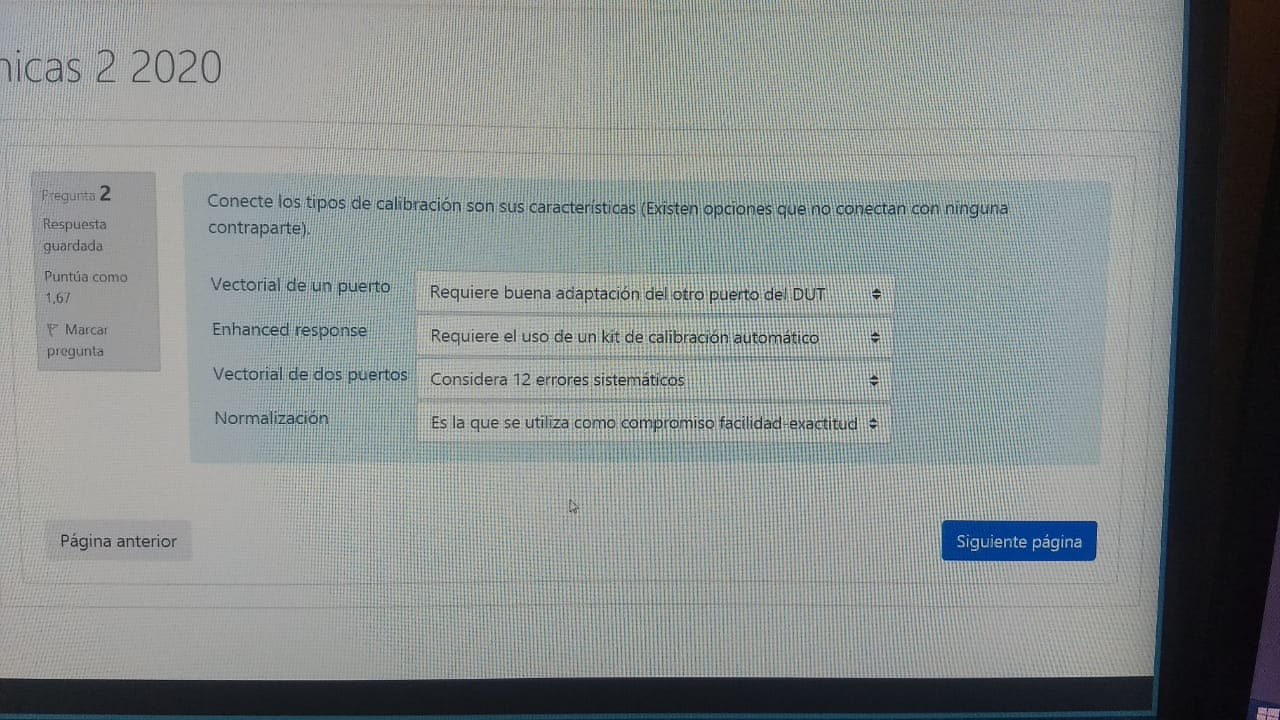 nicas 2 2020
Pregunta 2
Respuesta
guardada
Puntúa como
1,67
Marcar
pregunta
Conecte los tipos de calibración son sus características (Existen opciones que no conectan con ninguna
contraparte).
Vectorial de un puerto
Requiere buena adaptación del otro puerto del DUT
Enhanced response
Requiere el uso de un kit de calibración automático
Vectorial de dos puertos
Considera 12 errores sistemáticos
Normalización
Es la que se utiliza como compromiso facilidad-exactitud
Página anterior
Siguiente página